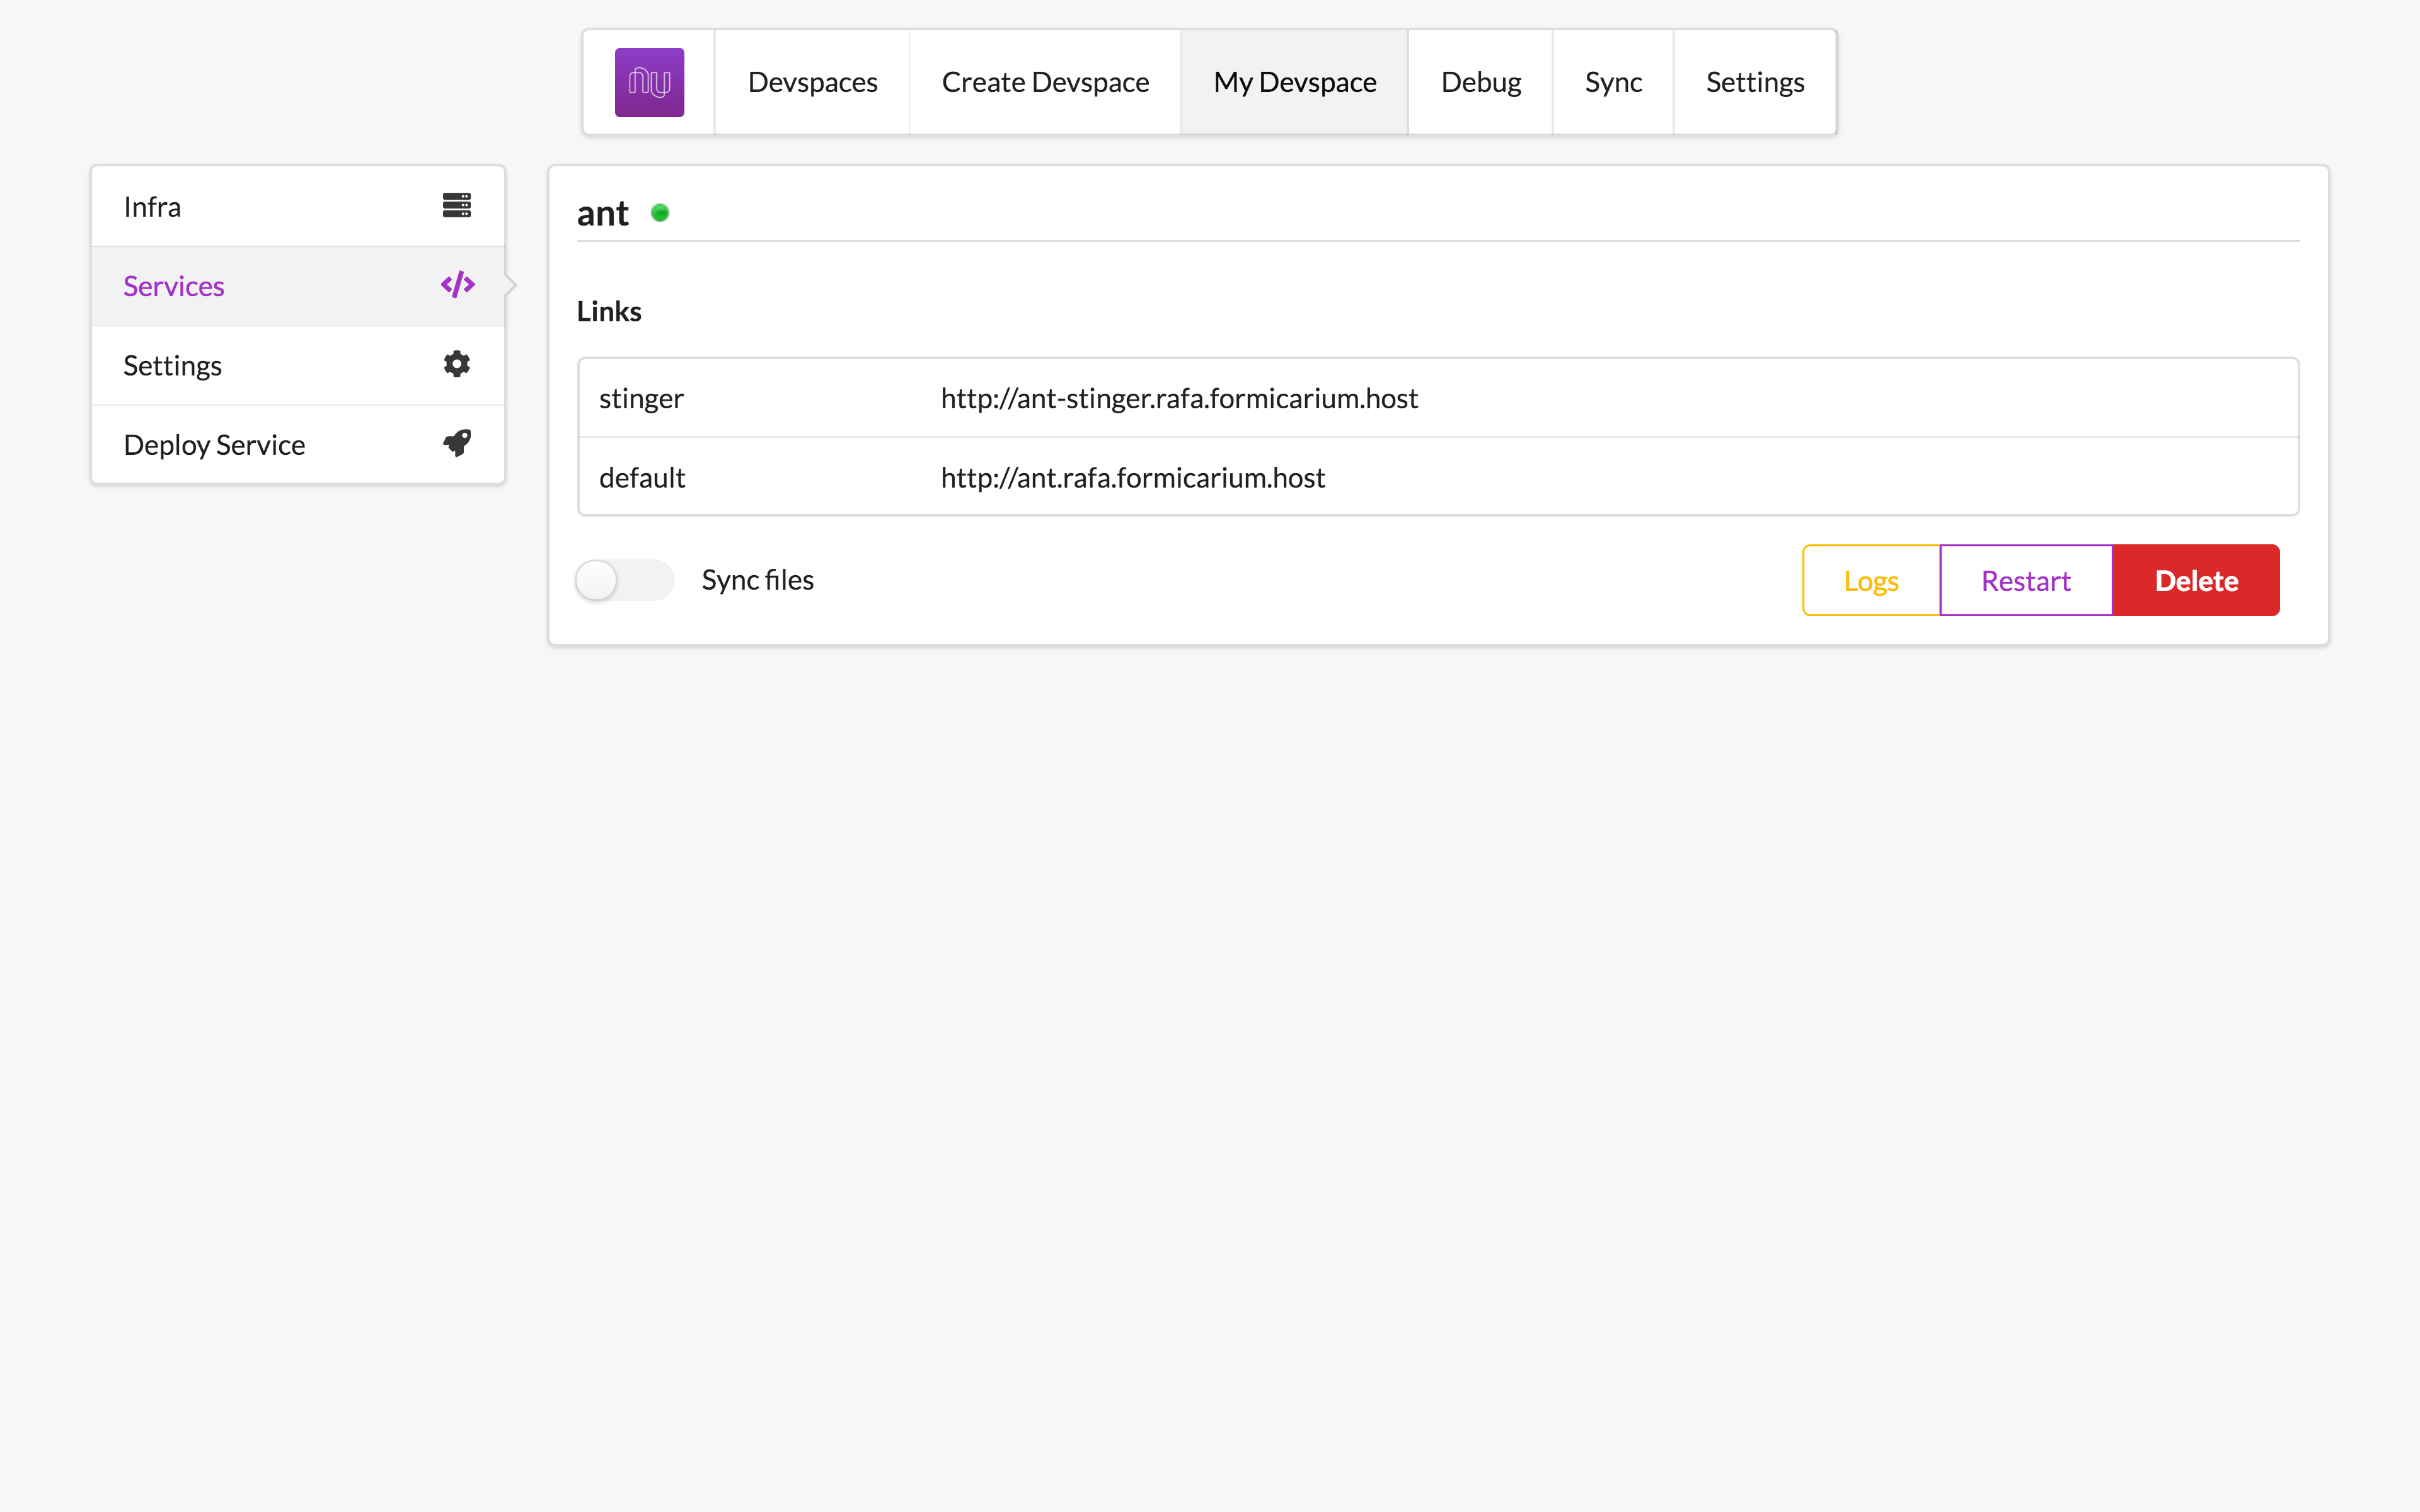 nu
Devspaces
Create Devspace
My Devspace
Debug
Sync
Settings
Infra
Services
Settings
Deploy Service
ant
Links
stinger http://ant-stinger.rafa.formicarium.host
default http://ant.rafa.formicarium.host
Sync files
Logs
Restart
Delete